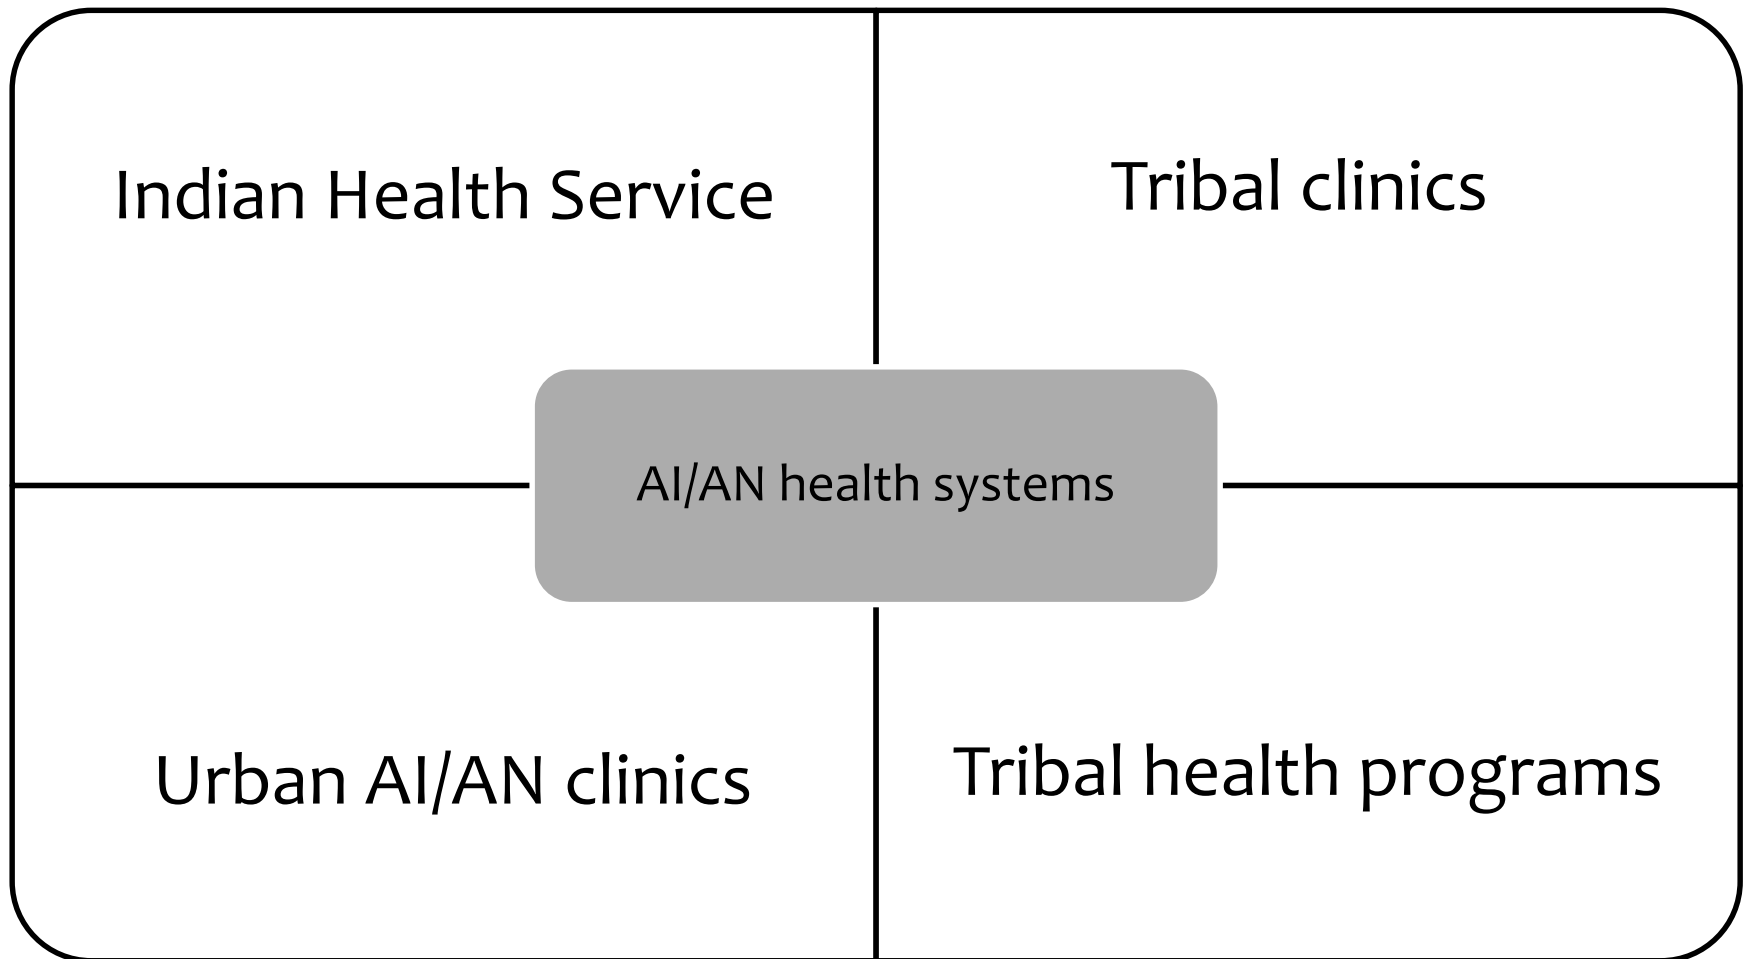 Indian Health Service
Tribal clinics
AI/AN health systems
Urban AI/AN clinics
Tribal health programs